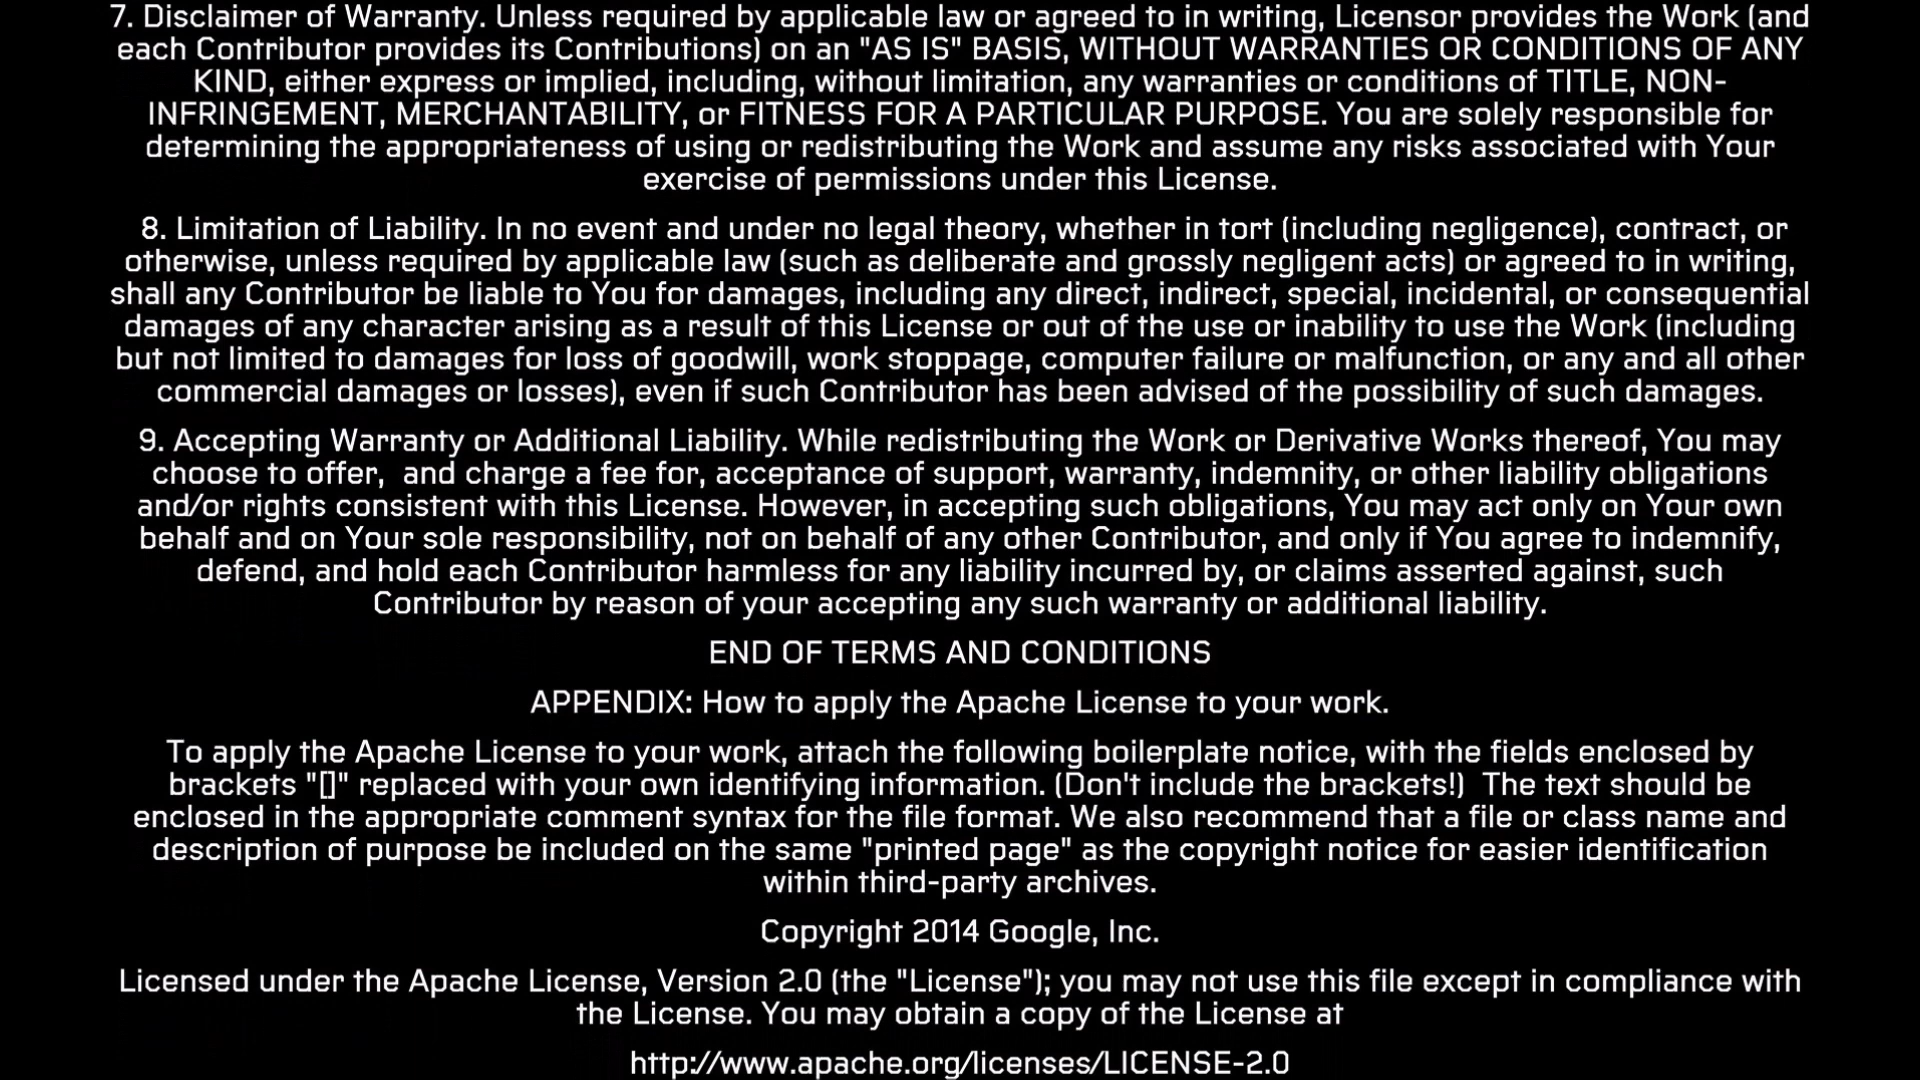 7. Disclaimer of Warranty. Unless required by applicable law or agreed to in writing, Licensor provides the Work (and
each Contributor provides its Contributions) on an "AS IS" BASIS, WITHOUT WARRANTIES OR CONDITIONS OF ANY
KIND, either express or implied, including, without limitation, any warranties or conditions of TITLE, NON-
INFRINGEMENT, MERCHANTABILITY, or FITNESS FOR A PARTICULAR PURPOSE. You are solely responsible for
determining the appropriateness of using or redistributing the Work and assume any risks associated with Your
exercise of permissions under this License.
8. Limitation of Liability. In no event and under no legal theory, whether in tort (including negligence), contract, or
otherwise, unless required by applicable law (such as deliberate and grossly negligent acts) or agreed to in writing,
shall any Contributor be liable to You for damages, including any direct, indirect, special, incidental, or consequential
damages of any character arising as a result of this License or out of the use or inability to use the Work (including
but not limited to damages for loss of goodwill, work stoppage, computer failure or malfunction, or any and all other
commercial damages or losses), even if such Contributor has been advised of the possibility of such damages.
9. Accepting Warranty or Additional Liability. While redistributing the Work or Derivative Works thereof, You may
choose to offer,  and charge a fee for, acceptance of support, warranty, indemnity, or other liability obligations
and/or rights consistent with this License. However, in accepting such obligations, You may act only on Your own
behalf and on Your sole responsibility, not on behalf of any other Contributor, and only if You agree to indemnify,
defend, and hold each Contributor harmless for any liability incurred by, or claims asserted against, such
Contributor by reason of your accepting any such warranty or additional liability.
END OF TERMS AND CONDITIONS
APPENDIX: How to apply the Apache License to your work.
To apply the Apache License to your work, attach the following boilerplate notice, with the fields enclosed by
brackets "[]" replaced with your own identifying information. (Don't include the brackets!)  The text should be
enclosed in the appropriate comment syntax for the file format. We also recommend that a file or class name and
description of purpose be included on the same "printed page" as the copyright notice for easier identification
within third-party archives.
Copyright 2014 Google, Inc.
Licensed under the Apache License, Version 2.0 (the "License"); you may not use this file except in compliance with
the License. You may obtain a copy of the License at
http://www.apache.org/licenses/LICENSE-2.0